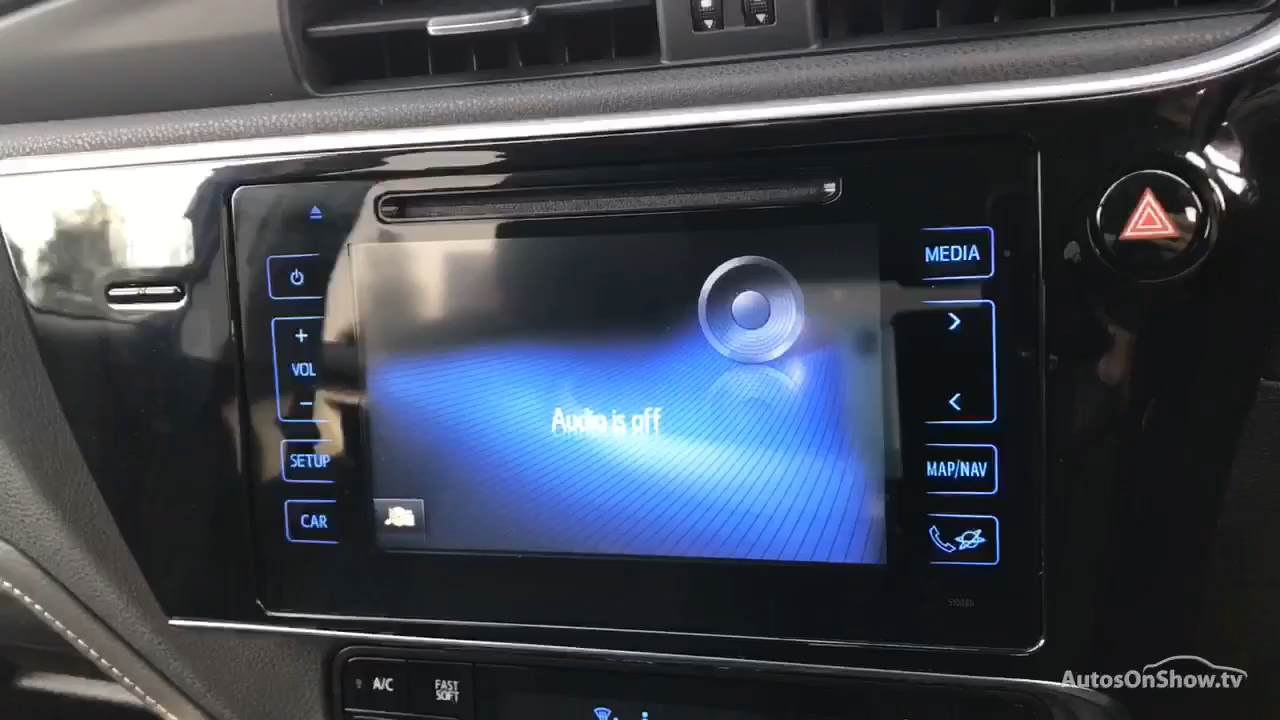 MEDIA
VOL
Audio is off
SETUP
MAP/NAV
CAR
A/C
FAST
SOFT
AutosOnShow.tv